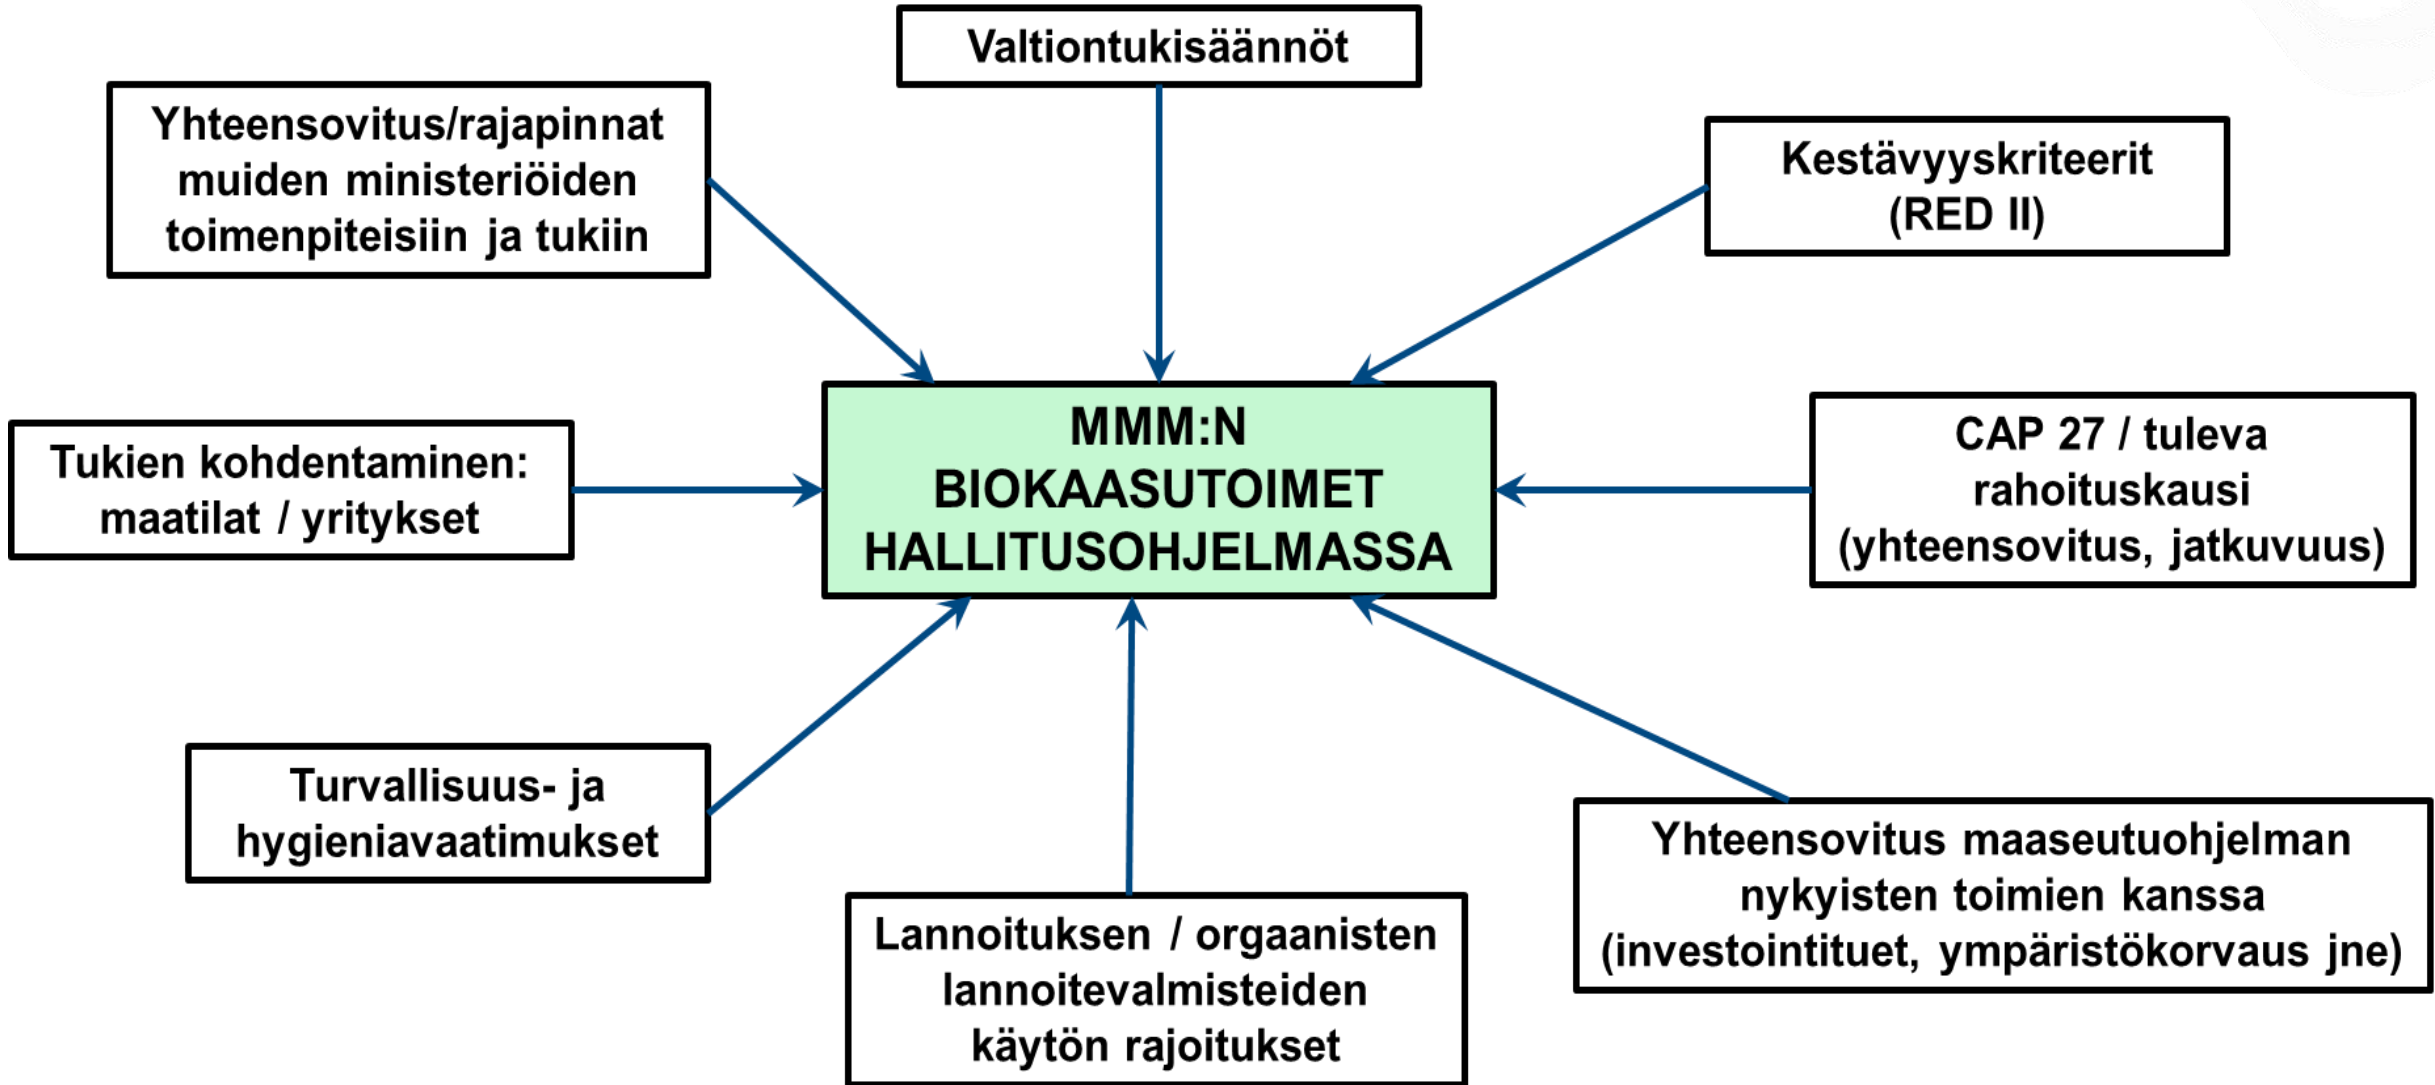 Valtiontukisäännöt
Yhteensovitus/rajapinnat
muiden ministeriöiden
toimenpiteisiin ja tukiin
Kestävyyskriteerit
(RED II)
Tukien kohdentaminen:
maatilat / yritykset
MMM:N
BIOKAASUTOIMET
HALLITUSOHJELMASSA
CAP 27 / tuleva
rahoituskausi
(yhteensovitus, jatkuvuus)
Turvallisuus- ja
hygieniavaatimukset
Lannoituksen / orgaanisten
lannoitevalmisteiden
käytön rajoitukset
Yhteensovitus maaseutuohjelman
nykyisten toimien kanssa
(investointituet, ympäristökorvaus jne)